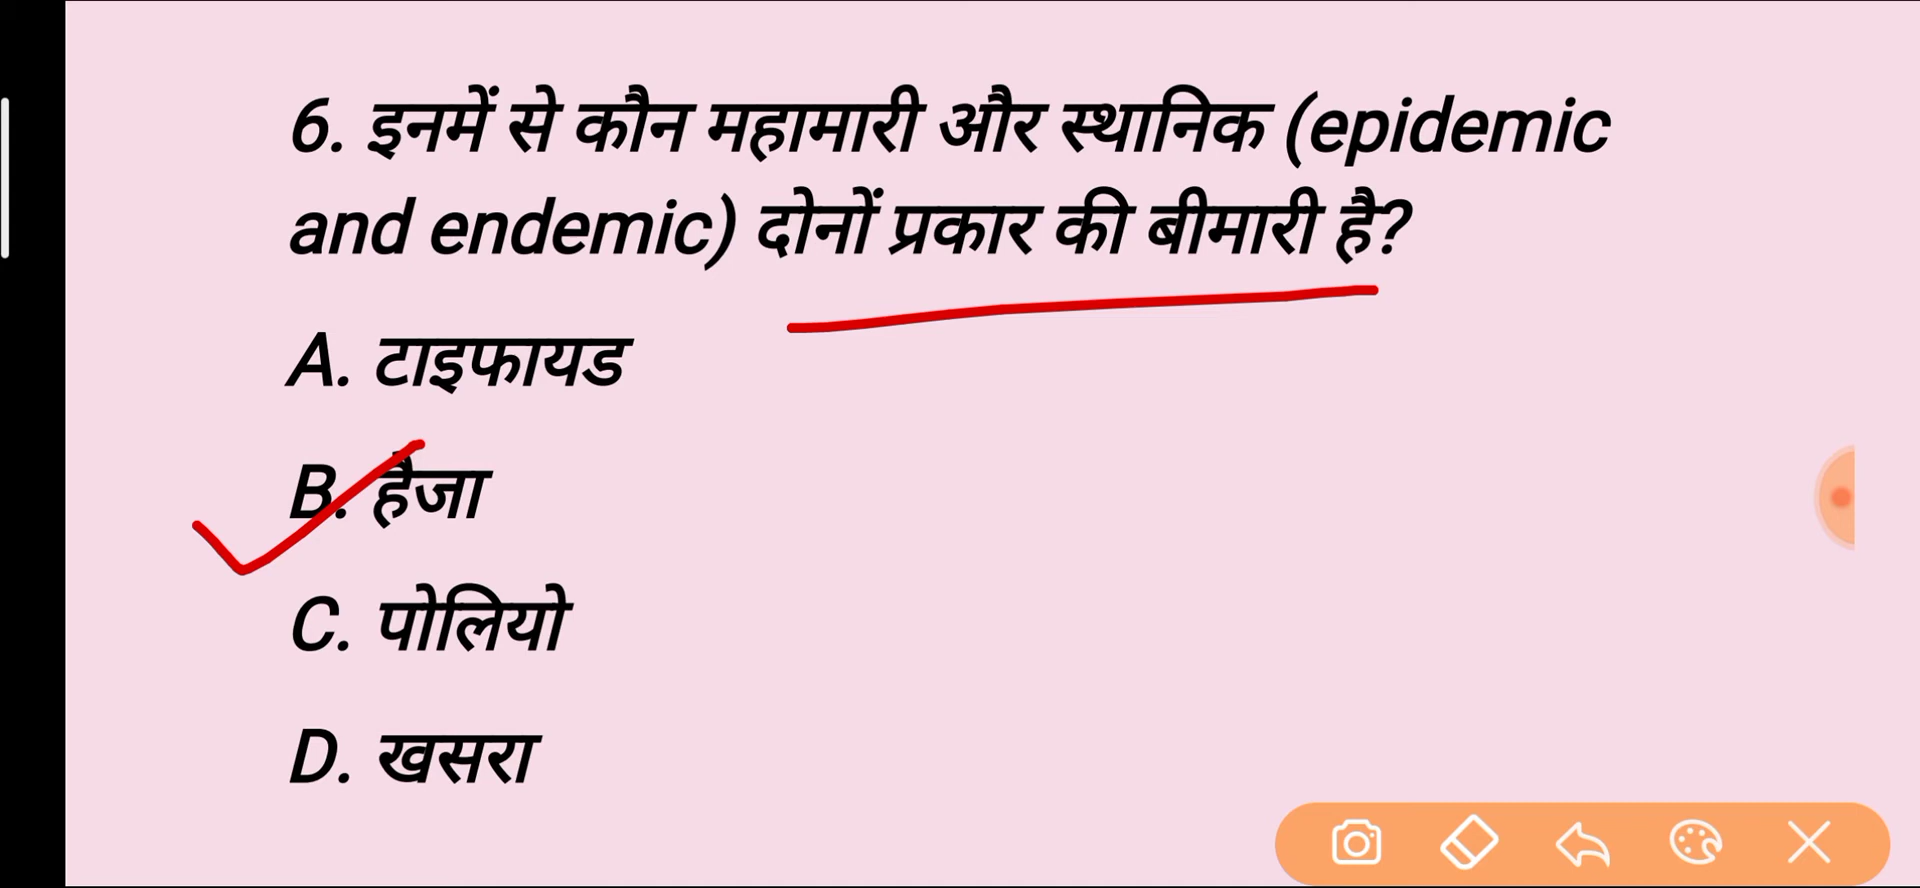 6. इनमें से कौन महामारी और स्थानिक (epidemic
and endemic) दोनों प्रकार की बीमारी है?
A. टाइफायड
B. हैजा
C. पोलियो
D. खसरा